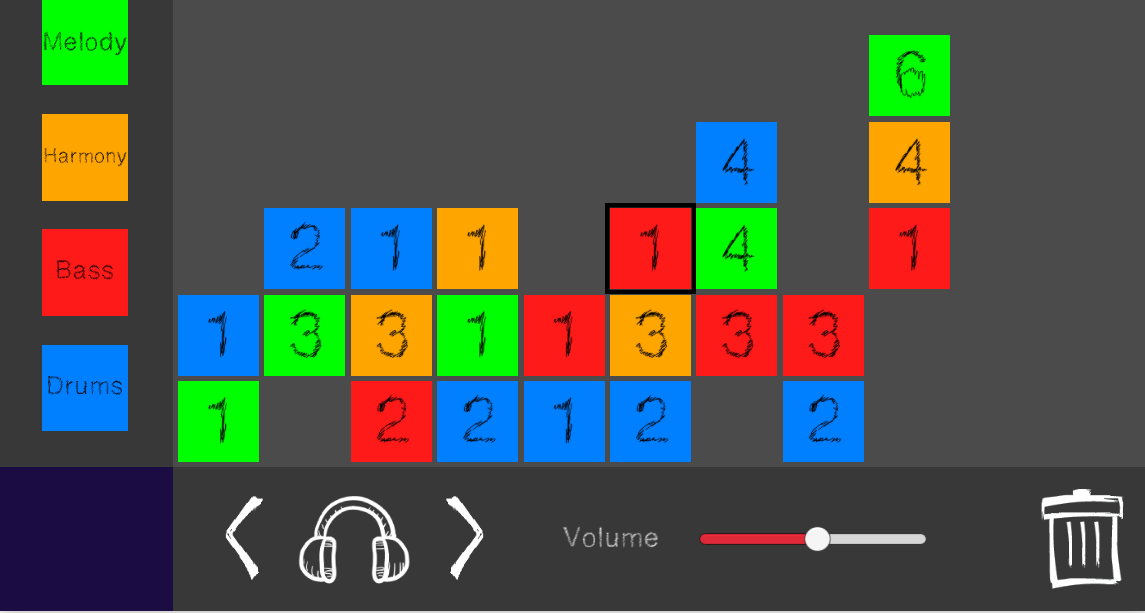 Melody
6
Harmony
4 4
Bass
2 1 1 1 4 1
1 3 3 1 1 3 3 3
Drums
1 2 2 1 2 2
Volume